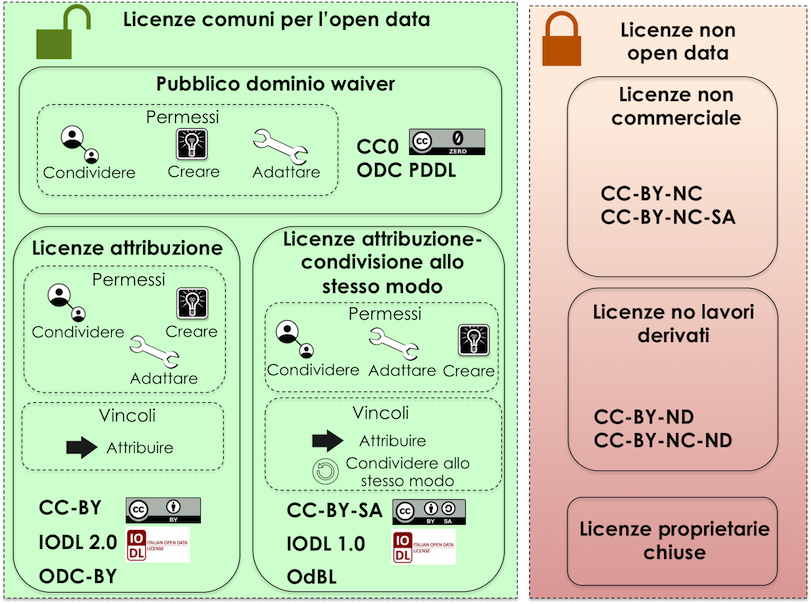 Licenze comuni per l'open data
Pubblico dominio waiver
Permessi
Condividere
Creare
Adattare
CC0
cc
0
ZERO
ODC PDDL
Licenze attribuzione
Permessi
Condividere
Creare
Adattare
Vincoli
Attribuire
CC-BY
cc
BY
IODL 2.0
IO
DL
ITALIAN OPEN DATA
LICENSE
ODC-BY
Licenze attribuzione-
condivisione allo
stesso modo
Permessi
Condividere
Adattare
Creare
Vincoli
Attribuire
Condividere allo
stesso modo
CC-BY-SA
cc
BY SA
IODL 1.0
IO
DL
ITALIAN OPEN DATA
LICENSE
OdBL
Licenze non
open data
Licenze non
commerciale
CC-BY-NC
CC-BY-NC-SA
Licenze no lavori
derivati
CC-BY-ND
CC-BY-NC-ND
Licenze proprietarie
chiuse